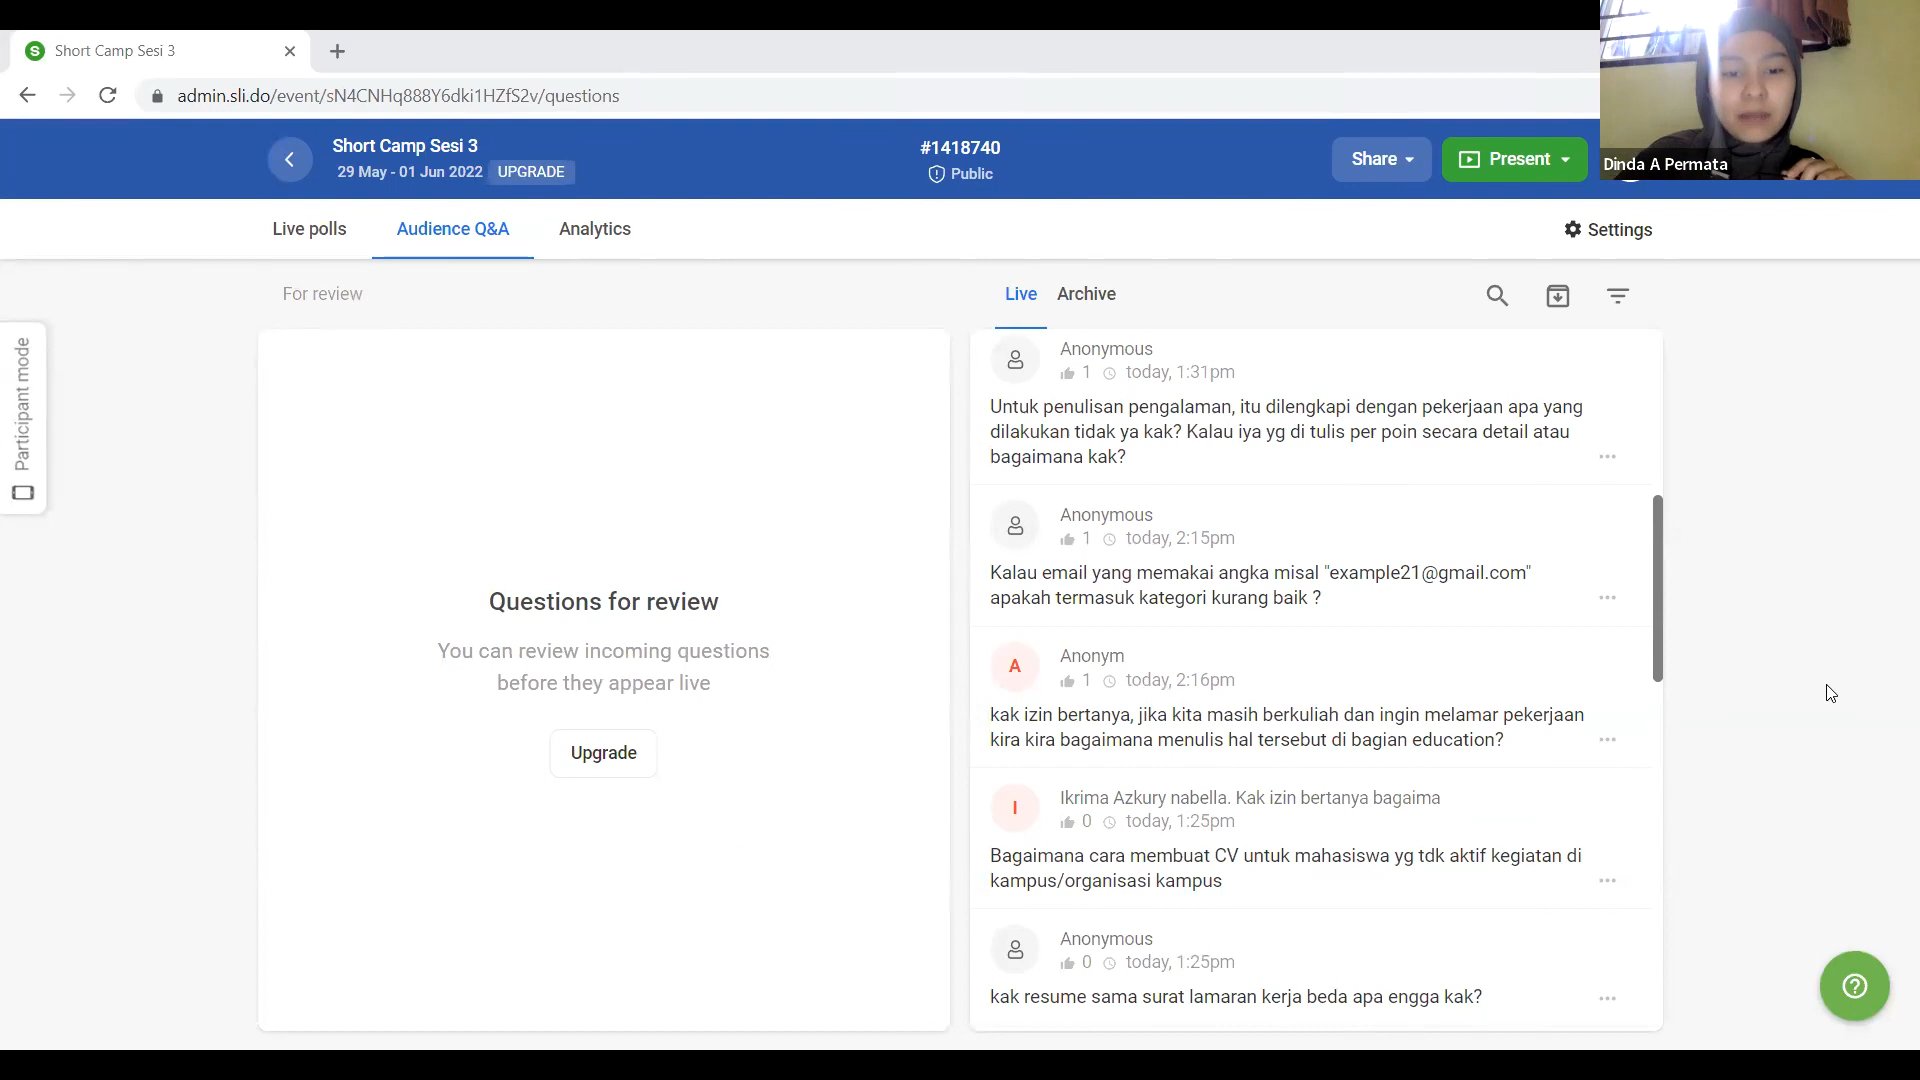 Short Camp Sesi 3
admin.sli.do/event/sN4CNHq888Y6dki1HZfS2v/questions
Short Camp Sesi 3
29 May - 01 Jun 2022 UPGRADE
#1418740
Public
Share
Present
Dinda A Permata
Live polls
Audience Q&A
Analytics
Settings
Participant mode
For review
Questions for review
You can review incoming questions
before they appear live
Upgrade
Live Archive
Anonymous
1 today, 1:31pm
Untuk penulisan pengalaman, itu dilengkapi dengan pekerjaan apa yang
dilakukan tidak ya kak? Kalau iya yg di tulis per poin secara detail atau
bagaimana kak?
Anonymous
1 today, 2:15pm
Kalau email yang memakai angka misal "example21@gmail.com"
apakah termasuk kategori kurang baik ?
A
Anonym
1 today, 2:16pm
kak izin bertanya, jika kita masih berkuliah dan ingin melamar pekerjaan
kira kira bagaimana menulis hal tersebut di bagian education?
I
Ikrima Azkury nabella. Kak izin bertanya bagaima
0 today, 1:25pm
Bagaimana cara membuat CV untuk mahasiswa yg tdk aktif kegiatan di
kampus/organisasi kampus
Anonymous
0 today, 1:25pm
kak resume sama surat lamaran kerja beda apa engga kak?